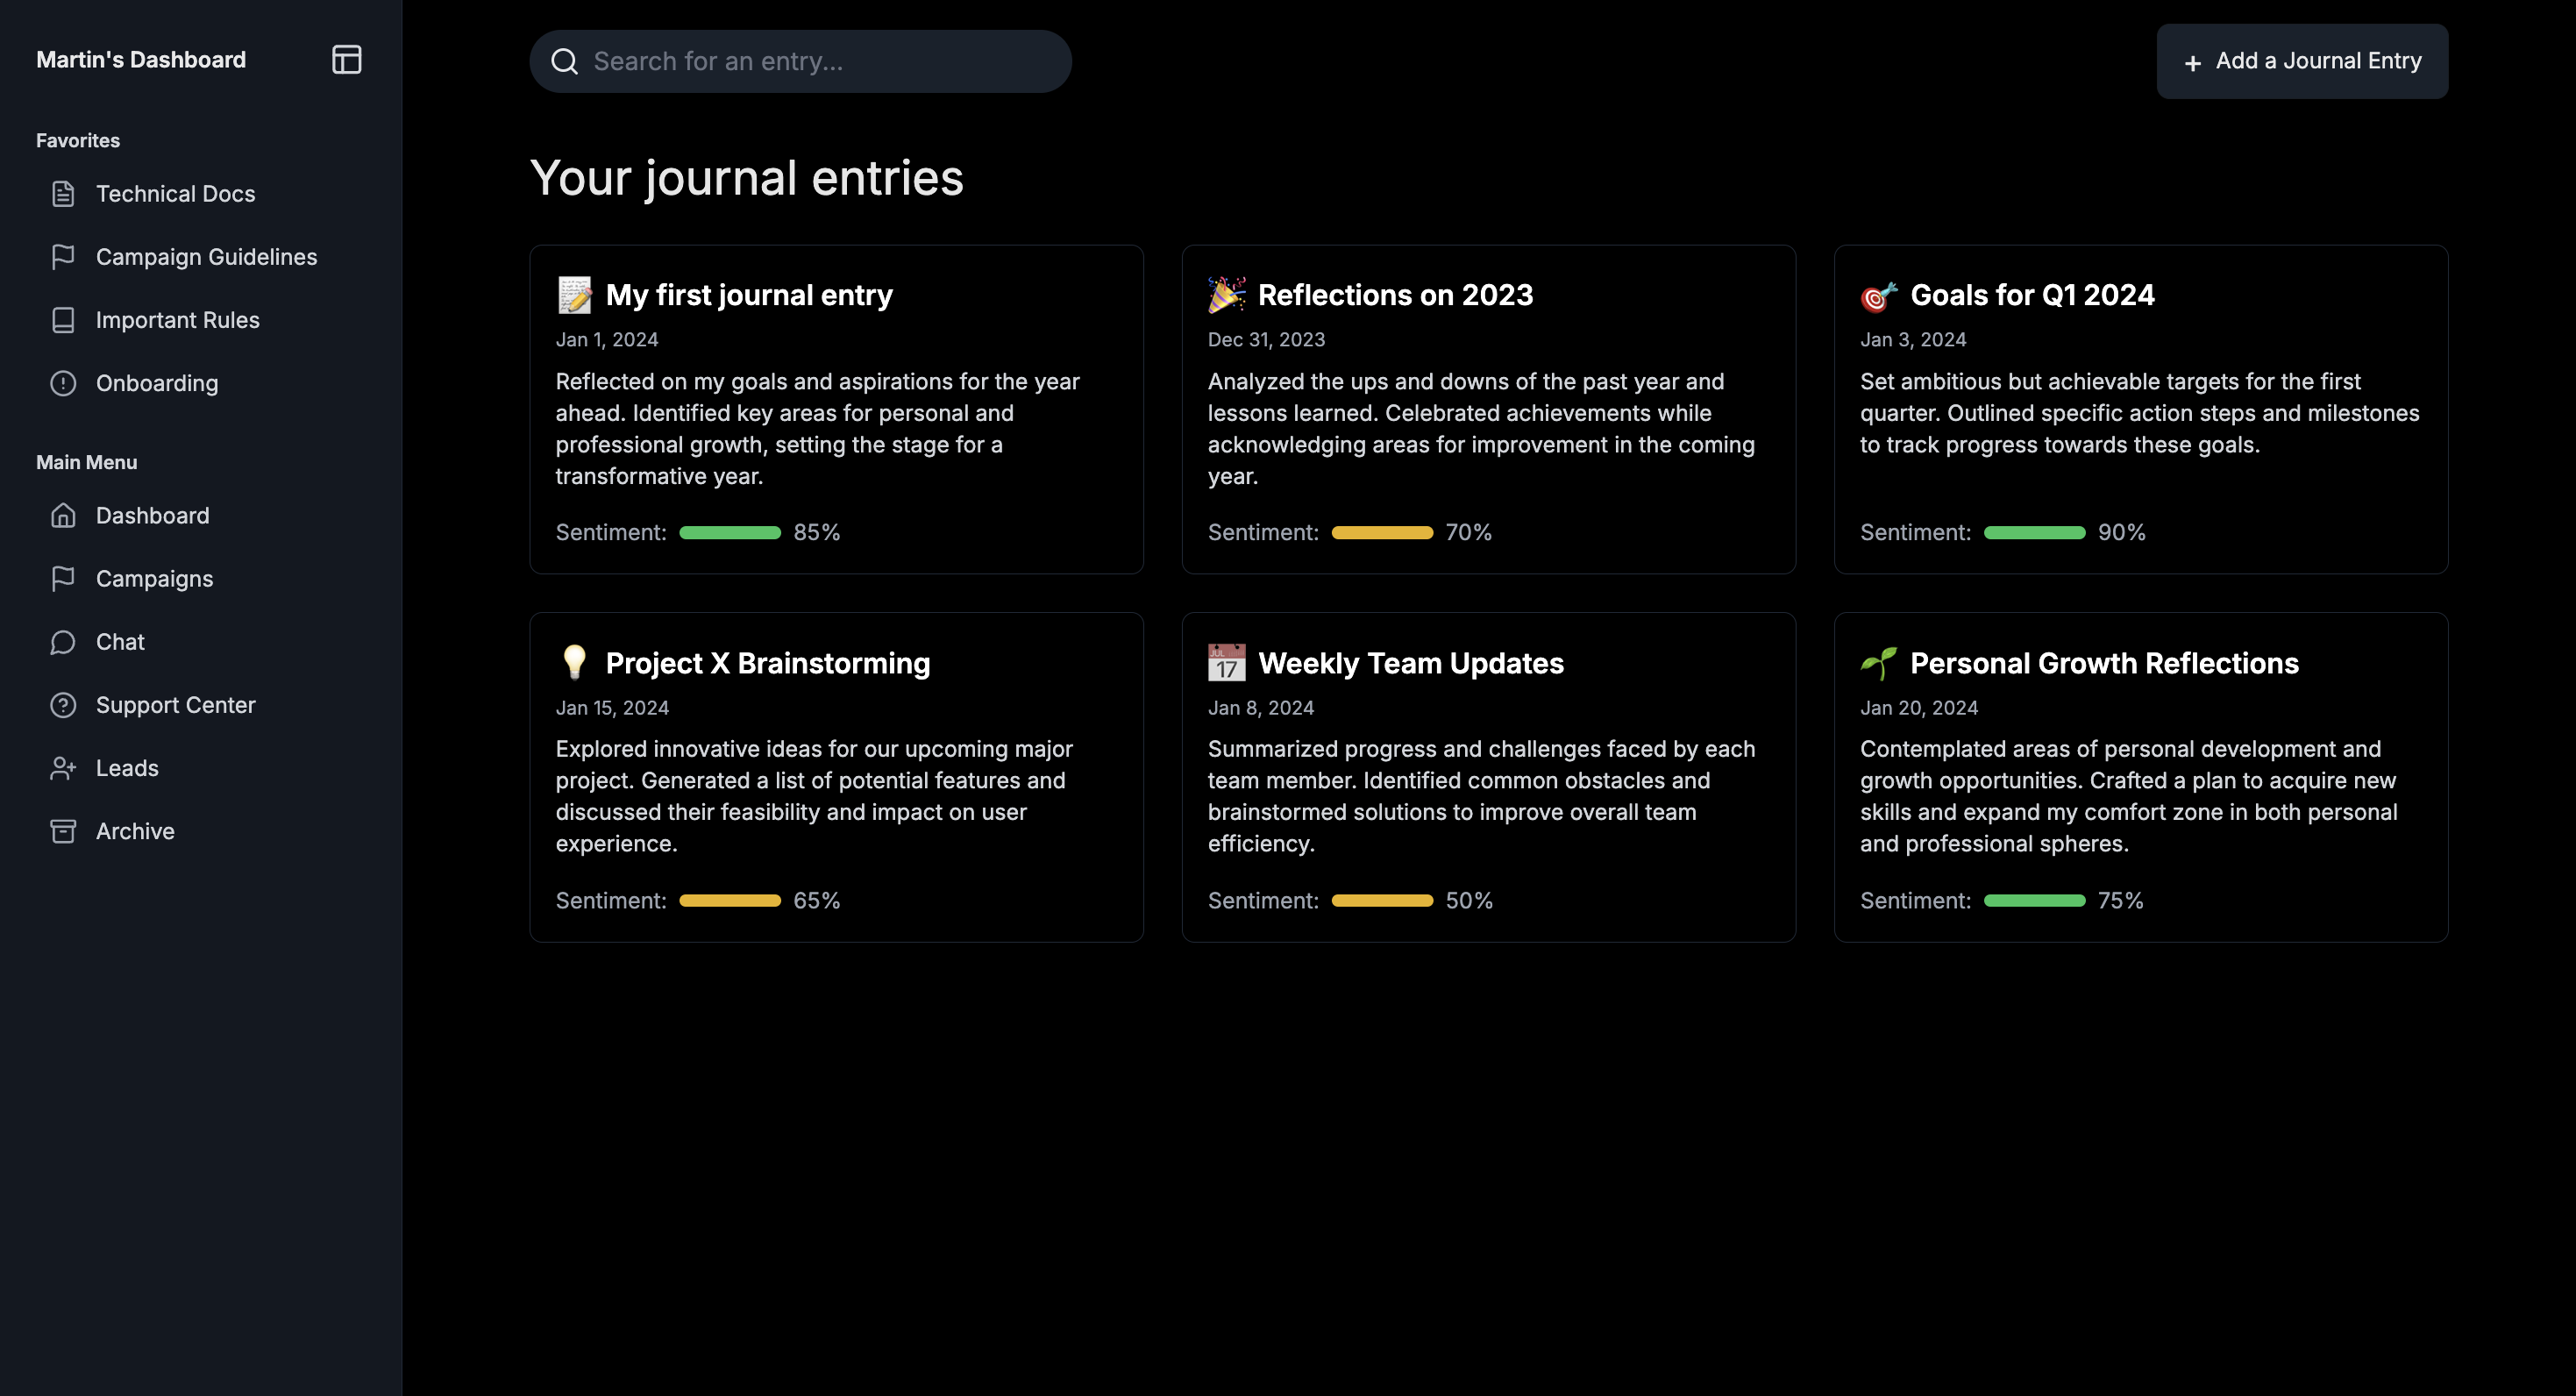 Martin's Dashboard
Favorites
Technical Docs
Campaign Guidelines
Important Rules
Onboarding
Main Menu
Dashboard
Campaigns
Chat
Support Center
Leads
Archive
Search for an entry...
+ Add a Journal Entry
Your journal entries
My first journal entry
Jan 1, 2024
Reflected on my goals and aspirations for the year
ahead. Identified key areas for personal and
professional growth, setting the stage for a
transformative year.
Sentiment: 85%
Reflections on 2023
Dec 31, 2023
Analyzed the ups and downs of the past year and
lessons learned. Celebrated achievements while
acknowledging areas for improvement in the coming
year.
Sentiment: 70%
Goals for Q1 2024
Jan 3, 2024
Set ambitious but achievable targets for the first
quarter. Outlined specific action steps and milestones
to track progress towards these goals.
Sentiment: 90%
Project X Brainstorming
Jan 15, 2024
Explored innovative ideas for our upcoming major
project. Generated a list of potential features and
discussed their feasibility and impact on user
experience.
Sentiment: 65%
JUL
17
Weekly Team Updates
Jan 8, 2024
Summarized progress and challenges faced by each
team member. Identified common obstacles and
brainstormed solutions to improve overall team
efficiency.
Sentiment: 50%
Personal Growth Reflections
Jan 20, 2024
Contemplated areas of personal development and
growth opportunities. Crafted a plan to acquire new
skills and expand my comfort zone in both personal
and professional spheres.
Sentiment: 75%